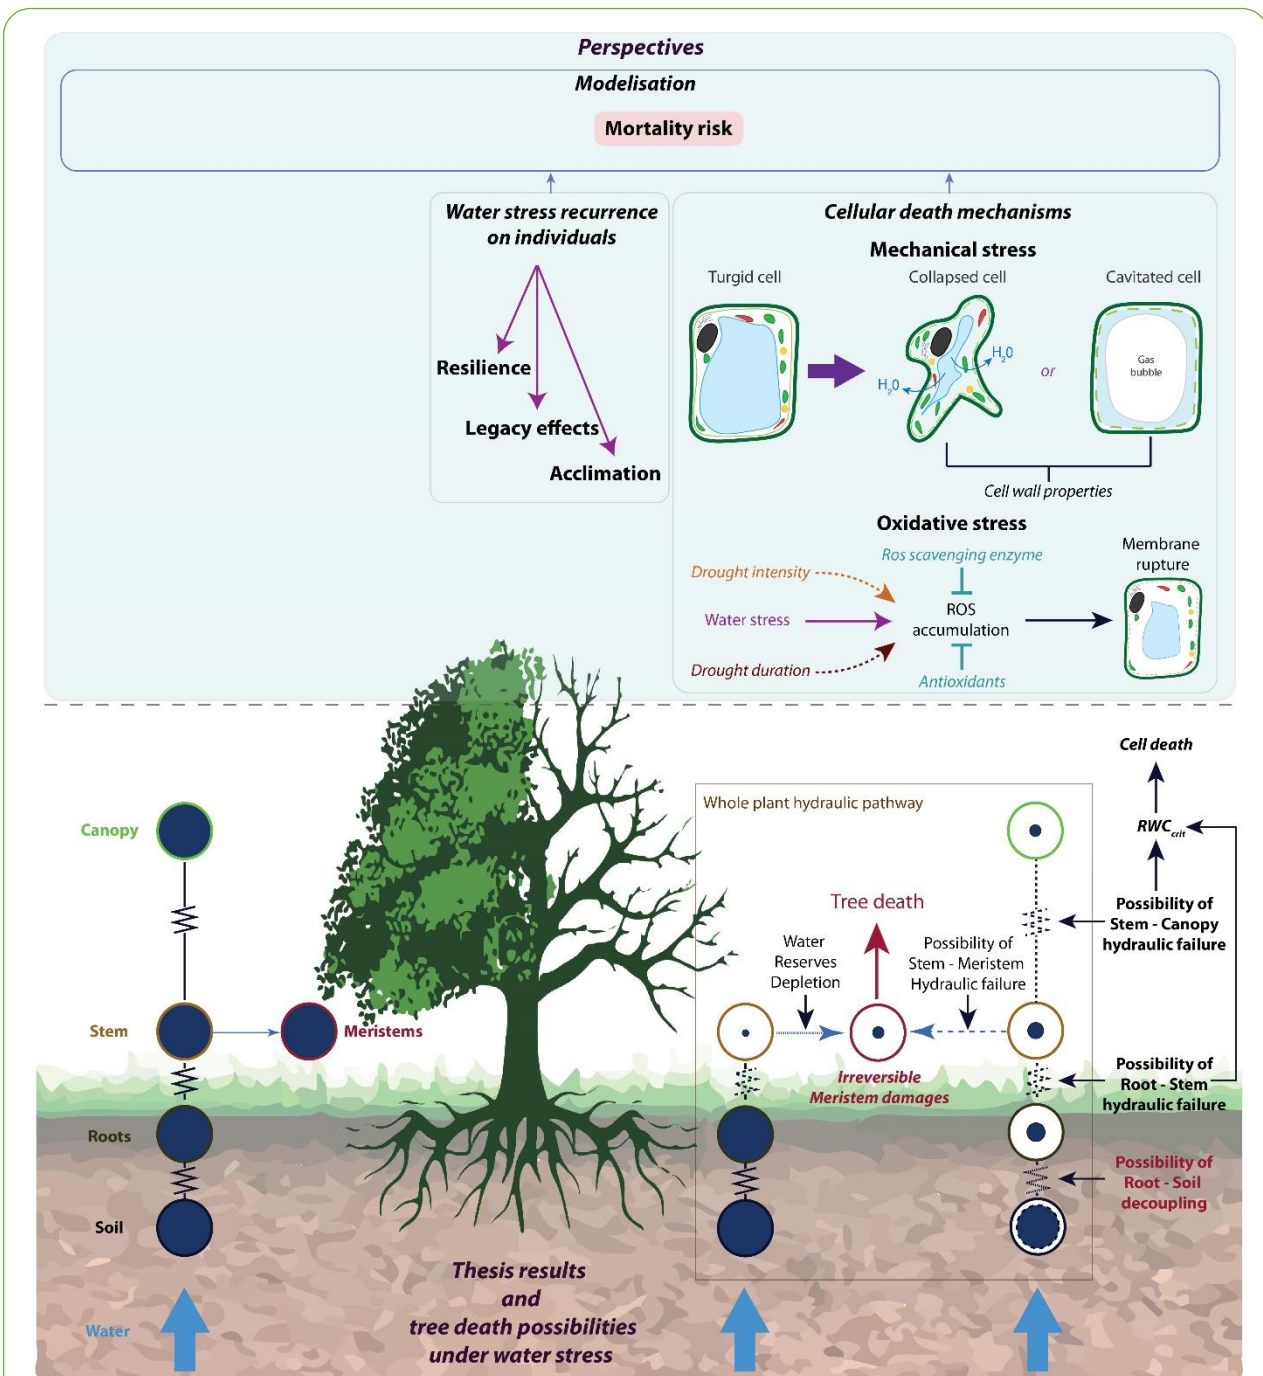 Perspectives
Modelisation
Mortality risk
Water stress recurrence
on individuals
Resilience
Legacy effects
Acclimation
Cellular death mechanisms
Mechanical stress
Turgid cell
Collapsed cell
Cavitated cell
H₂0
H₂0
or
Gas
bubble
Cell wall properties
Oxidative stress
Ros scavenging enzyme
Drought intensity
Water stress
Drought duration
ROS
accumulation
Antioxidants
Membrane
rupture
Canopy
Stem
Meristems
Roots
Soil
Water
Thesis results
and
tree death possibilities
under water stress
Whole plant hydraulic pathway
Tree death
Water
Reserves
Depletion
Possibility of
Stem - Meristem
Hydraulic failure
Irreversible
Meristem damages
Cell death
RWC crit
Possibility of
Stem - Canopy
hydraulic failure
Possibility of
Root - Stem
hydraulic failure
Possibility of
Root - Soil
decoupling